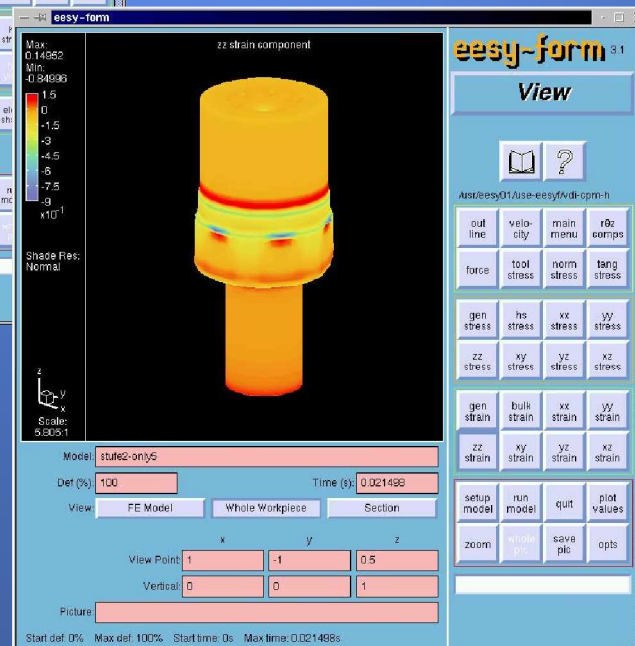 eesy-form
Max:
0.14952
Min:
-0.84996
zz strain component
1.5
0
-1.5
-3
-4.5
-6
-7.5
-9
x10⁻¹
Shade Res:
Normal
z
y
x
Scale:
5.805:1
eesy-form 3.1
View
?
/usr/eesy01/use-eesyf/vdi-cpm-h
out line
velo-city
main menu
rθz comps
force
tool stress
norm stress
tang stress
gen stress
hs stress
xx stress
yy stress
zz stress
xy stress
yz stress
xz stress
gen strain
bulk strain
xx strain
yy strain
zz strain
xy strain
yz strain
xz strain
setup model
run model
quit
plot values
zoom
whole pic
save pic
opts
Model: stufe2-only5
Def (%): 100 Time (s): 0.021498
View: FE Model Whole Workpiece Section
x y z
View Point: 1 -1 0.5
Vertical: 0 0 1
Picture:
Start def: 0% Max def: 100% Start time: 0s Max time: 0.021498s